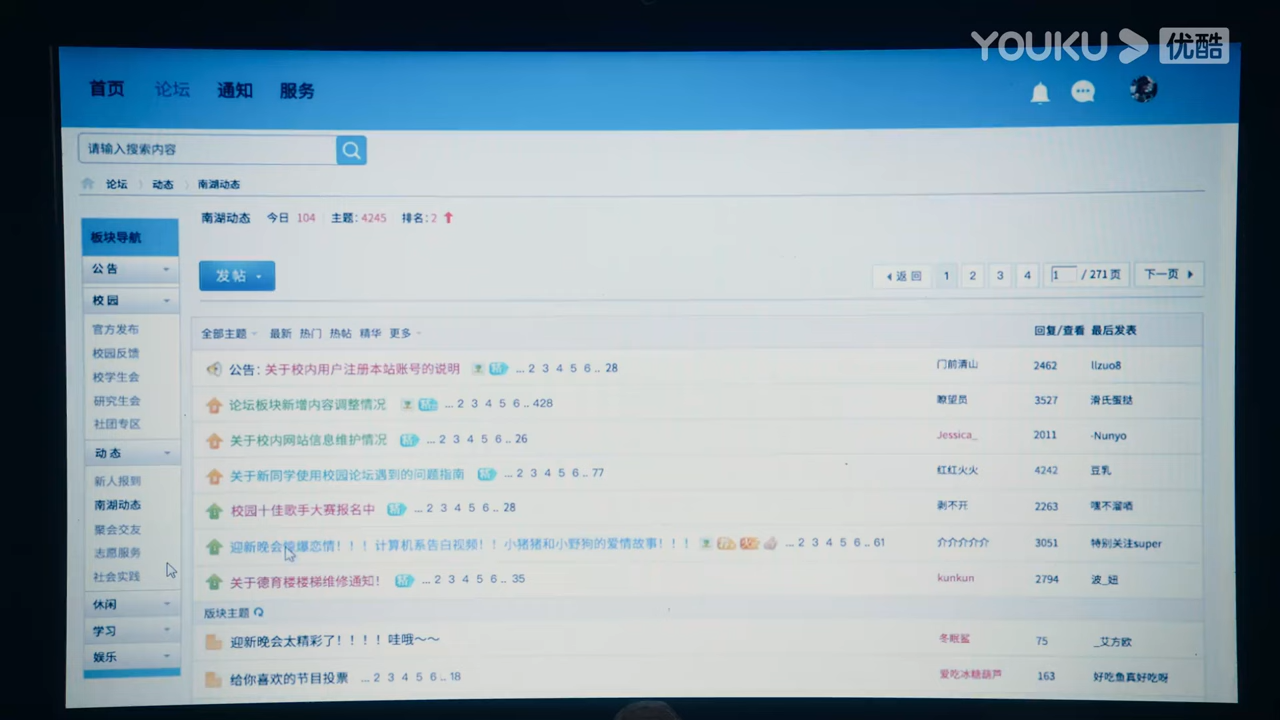 YOUKU 优酷
首页 论坛 通知 服务
请输入搜索内容
论坛 动态 南湖动态
南湖动态 今日 104 主题: 4245 排名: 2
板块导航
公告
校园
官方发布
校园反馈
校学生会
研究生会
社团专区
动态
新人报到
南湖动态
聚会交友
志愿服务
社会实践
休闲
学习
娱乐
发帖
返回 1 2 3 4 1 / 271页 下一页
全部主题 最新 热门 热帖 精华 更多 回复/查看 最后发表
公告: 关于校内用户注册本站账号的说明 精 ... 2 3 4 5 6 .. 28 门前清山 2462 llzuo8
论坛板块新增内容调整情况 精 ... 2 3 4 5 6 .. 428 瞭望员 3527 滑氏蛋挞
关于校内网站信息维护情况 精 ... 2 3 4 5 6 .. 26 Jessica_ 2011 -Nunyo
关于新同学使用校园论坛遇到的问题指南 精 ... 2 3 4 5 6 .. 77 红红火火 4242 豆乳
校园十佳歌手大赛报名中 精 ... 2 3 4 5 6 .. 28 剥不开 2263 嘿不溜啾
迎新晚会 爆恋情！！！计算机系告白视频！！小猪猪和小野狗的爱情故事！！！ ... 2 3 4 5 6 .. 61 介介介介介 3051 特别关注super
关于德育楼楼梯维修通知！ 精 ... 2 3 4 5 6 .. 35 kunkun 2794 波_妞
版块主题
迎新晚会太精彩了！！！！哇哦～～ 冬眠鲨 75 _艾方欧
给你喜欢的节目投票 ... 2 3 4 5 6 .. 18 爱吃冰糖葫芦 163 好吃鱼真好吃呀